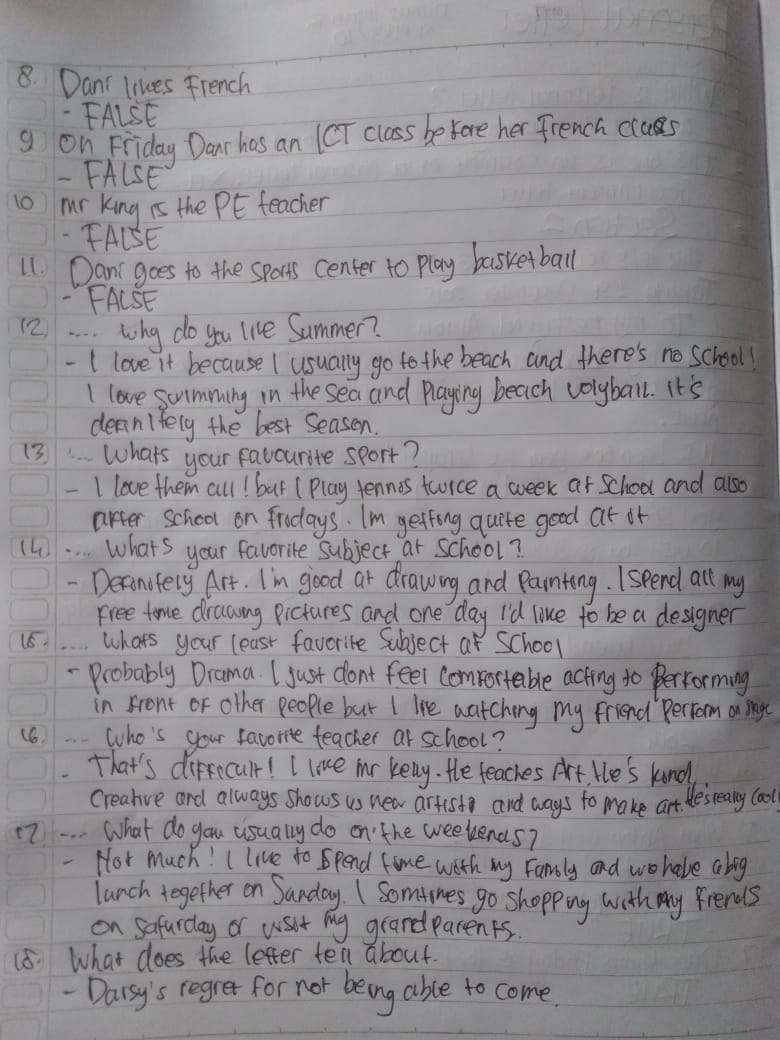 8. Dani likes French
- FALSE
9 On Friday Dani has an ICT class before her French class
- FALSE
10 Mr King is the PE teacher
- FALSE
11. Dani goes to the sports center to play basketball
- FALSE
12 .... why do you like Summer?
- I love it because I usually go to the beach and there's no school!
I love swimming in the sea and playing beach volyball. it's
definitely the best season.
13 .... Whats your favourite sport?
- I love them all! but I play tennis twice a week at school and also
after school on fridays. Im getting quite good at it
14. .... Whats your favorite subject at school?
- Definitely Art. I'm good at drawing and painting. I spend all my
free time drawing pictures and one day I'd like to be a designer
15. .... Whats your least favorite subject at school
- Probably Drama. I just dont feel comfortable acting to performing
in front of other people but I like watching my friend perform on stage
16. .... Who's your favorite teacher at school?
- That's difficult! I like mr kelly. He teaches Art. He's kind,
Creative and always shows us new artists and ways to make art. He's really cool!
17 .... What do you usually do on the weekends?
- Not much! I like to spend time with my family and we habe a big
lunch together on Sanday. I somtimes go shopping with my friends
on saturday or visit my grandparents.
18. What does the letter tell about.
- Darsy's regret for not being able to come.